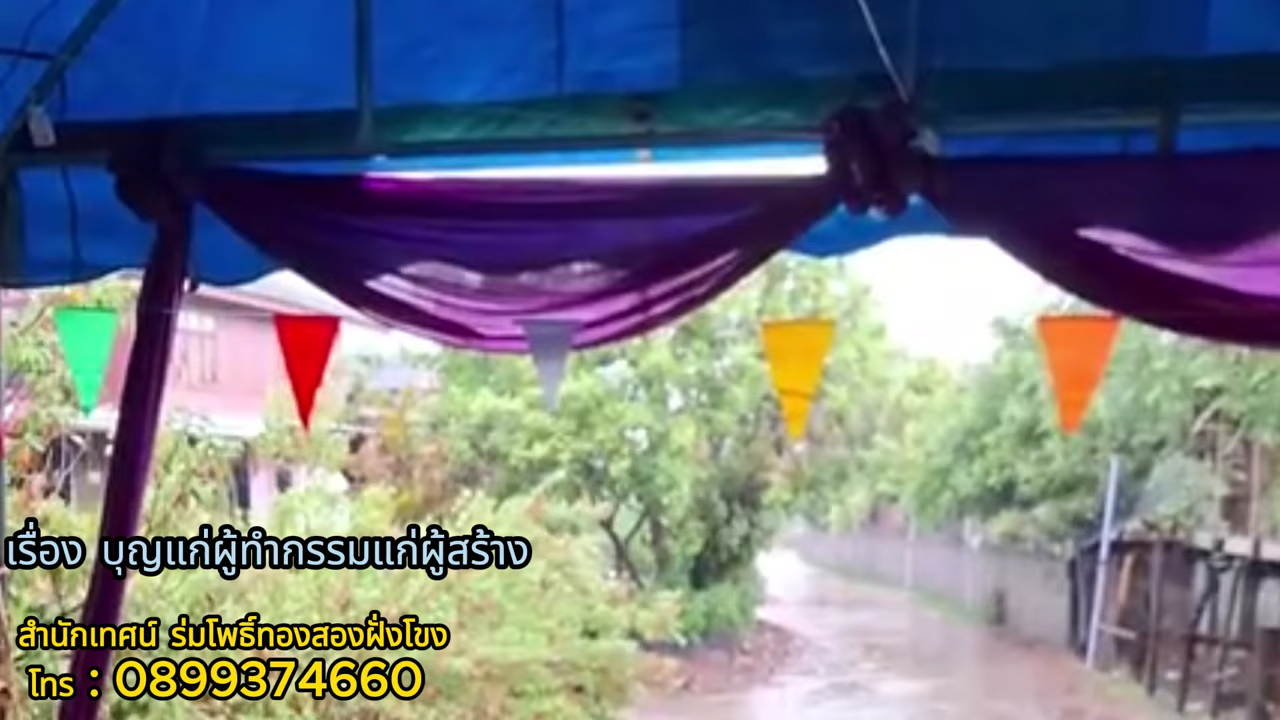 เรื่อง บุญแก่ผู้ทำกรรมแก่ผู้สร้าง
สำนักเทศน์ ร่มโพธิ์ทองสองฝั่งโขง
โทร : 0899374660